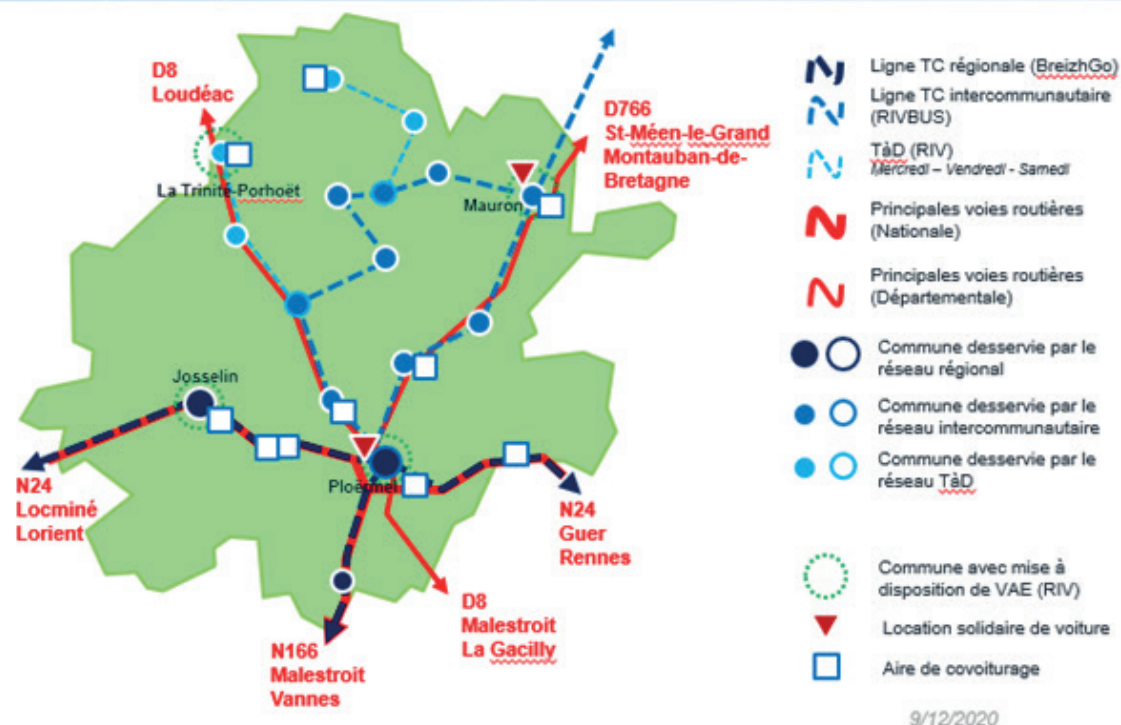 D8
Loudéac
La Trinité-Porhoët
D766
St-Méen-le-Grand
Montauban-de-
Bretagne
Mauron
Josselin
Ploërmel
N24
Locminé
Lorient
N24
Guer
Rennes
D8
Malestroit
La Gacilly
N166
Malestroit
Vannes
Ligne TC régionale (BreizhGo)
Ligne TC intercommunautaire
(RIVBUS)
TàD (RIV)
Mercredi – Vendredi - Samedi
Principales voies routières
(Nationale)
Principales voies routières
(Départementale)
Commune desservie par le
réseau régional
Commune desservie par le
réseau intercommunautaire
Commune desservie par le
réseau TàD
Commune avec mise à
disposition de VAE (RIV)
Location solidaire de voiture
Aire de covoiturage
9/12/2020